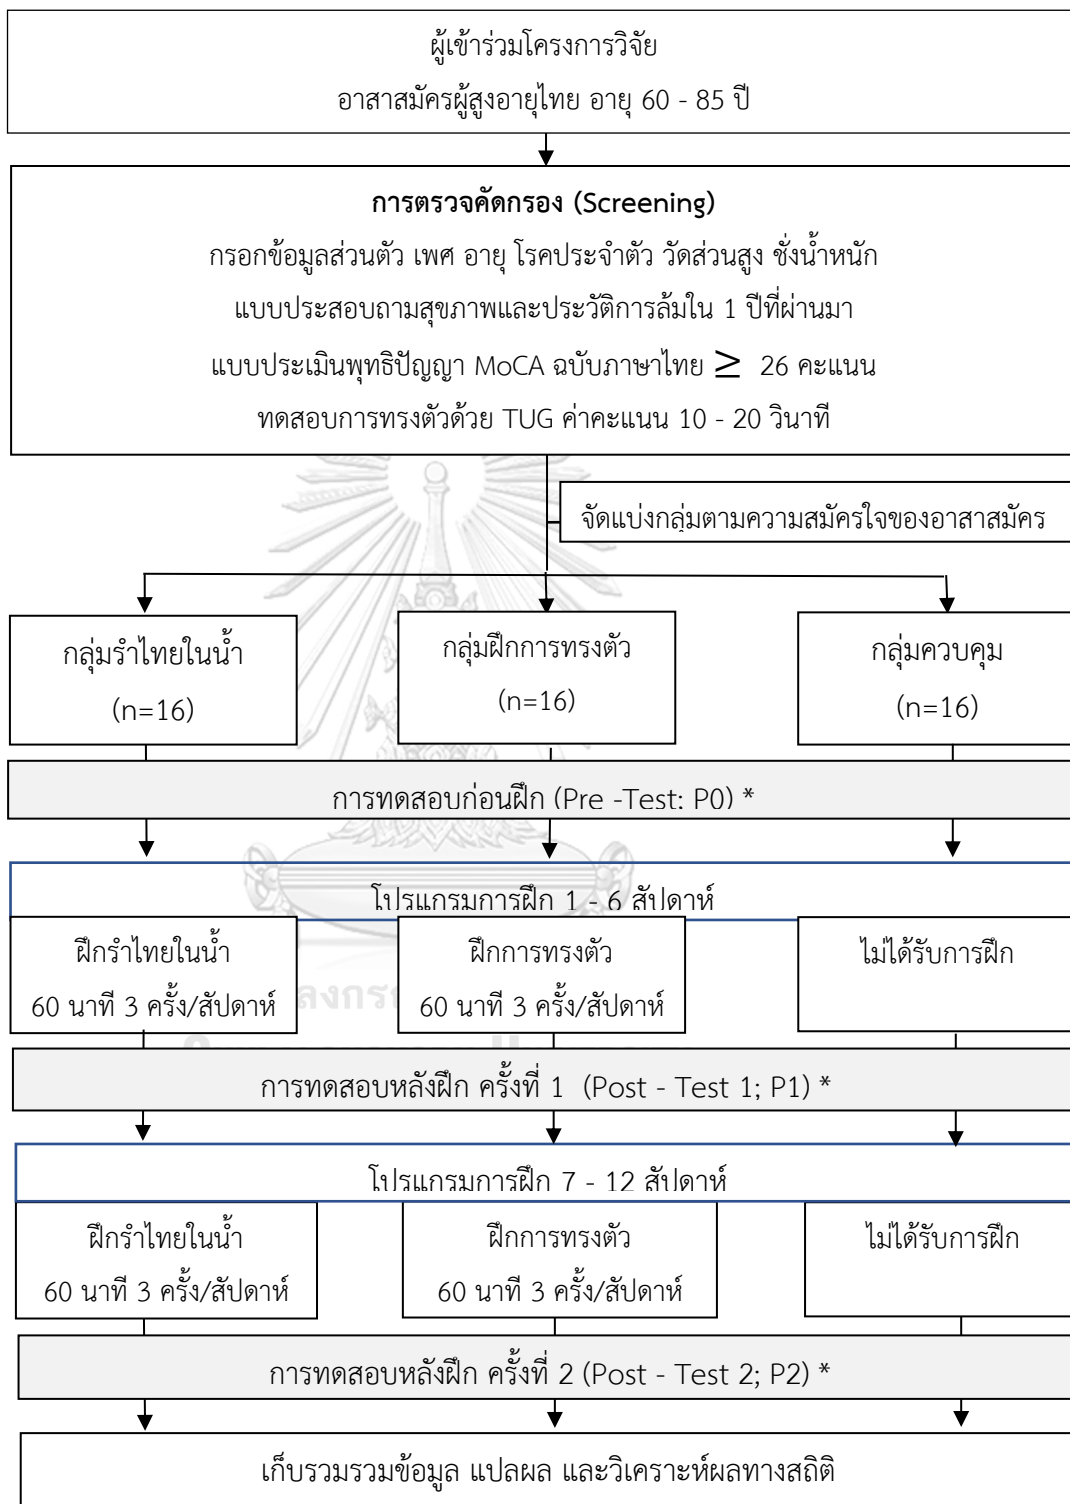 ผู้เข้าร่วมโครงการวิจัย
อาสาสมัครผู้สูงอายุไทย อายุ 60 - 85 ปี
การตรวจคัดกรอง (Screening)
กรอกข้อมูลส่วนตัว เพศ อายุ โรคประจำตัว วัดส่วนสูง ชั่งน้ำหนัก
แบบประสอบถามสุขภาพและประวัติการล้มใน 1 ปีที่ผ่านมา
แบบประเมินพุทธิปัญญา MoCA ฉบับภาษาไทย ≥ 26 คะแนน
ทดสอบการทรงตัวด้วย TUG ค่าคะแนน 10 - 20 วินาที
จัดแบ่งกลุ่มตามความสมัครใจของอาสาสมัคร
กลุ่มรำไทยในน้ำ
(n=16)
กลุ่มฝึกการทรงตัว
(n=16)
กลุ่มควบคุม
(n=16)
การทดสอบก่อนฝึก (Pre -Test: P0) *
โปรแกรมการฝึก 1 - 6 สัปดาห์
ฝึกรำไทยในน้ำ
60 นาที 3 ครั้ง/สัปดาห์
ฝึกการทรงตัว
60 นาที 3 ครั้ง/สัปดาห์
ไม่ได้รับการฝึก
การทดสอบหลังฝึก ครั้งที่ 1 (Post - Test 1; P1) *
โปรแกรมการฝึก 7 - 12 สัปดาห์
ฝึกรำไทยในน้ำ
60 นาที 3 ครั้ง/สัปดาห์
ฝึกการทรงตัว
60 นาที 3 ครั้ง/สัปดาห์
ไม่ได้รับการฝึก
การทดสอบหลังฝึก ครั้งที่ 2 (Post - Test 2; P2) *
เก็บรวมรวมข้อมูล แปลผล และวิเคราะห์ผลทางสถิติ